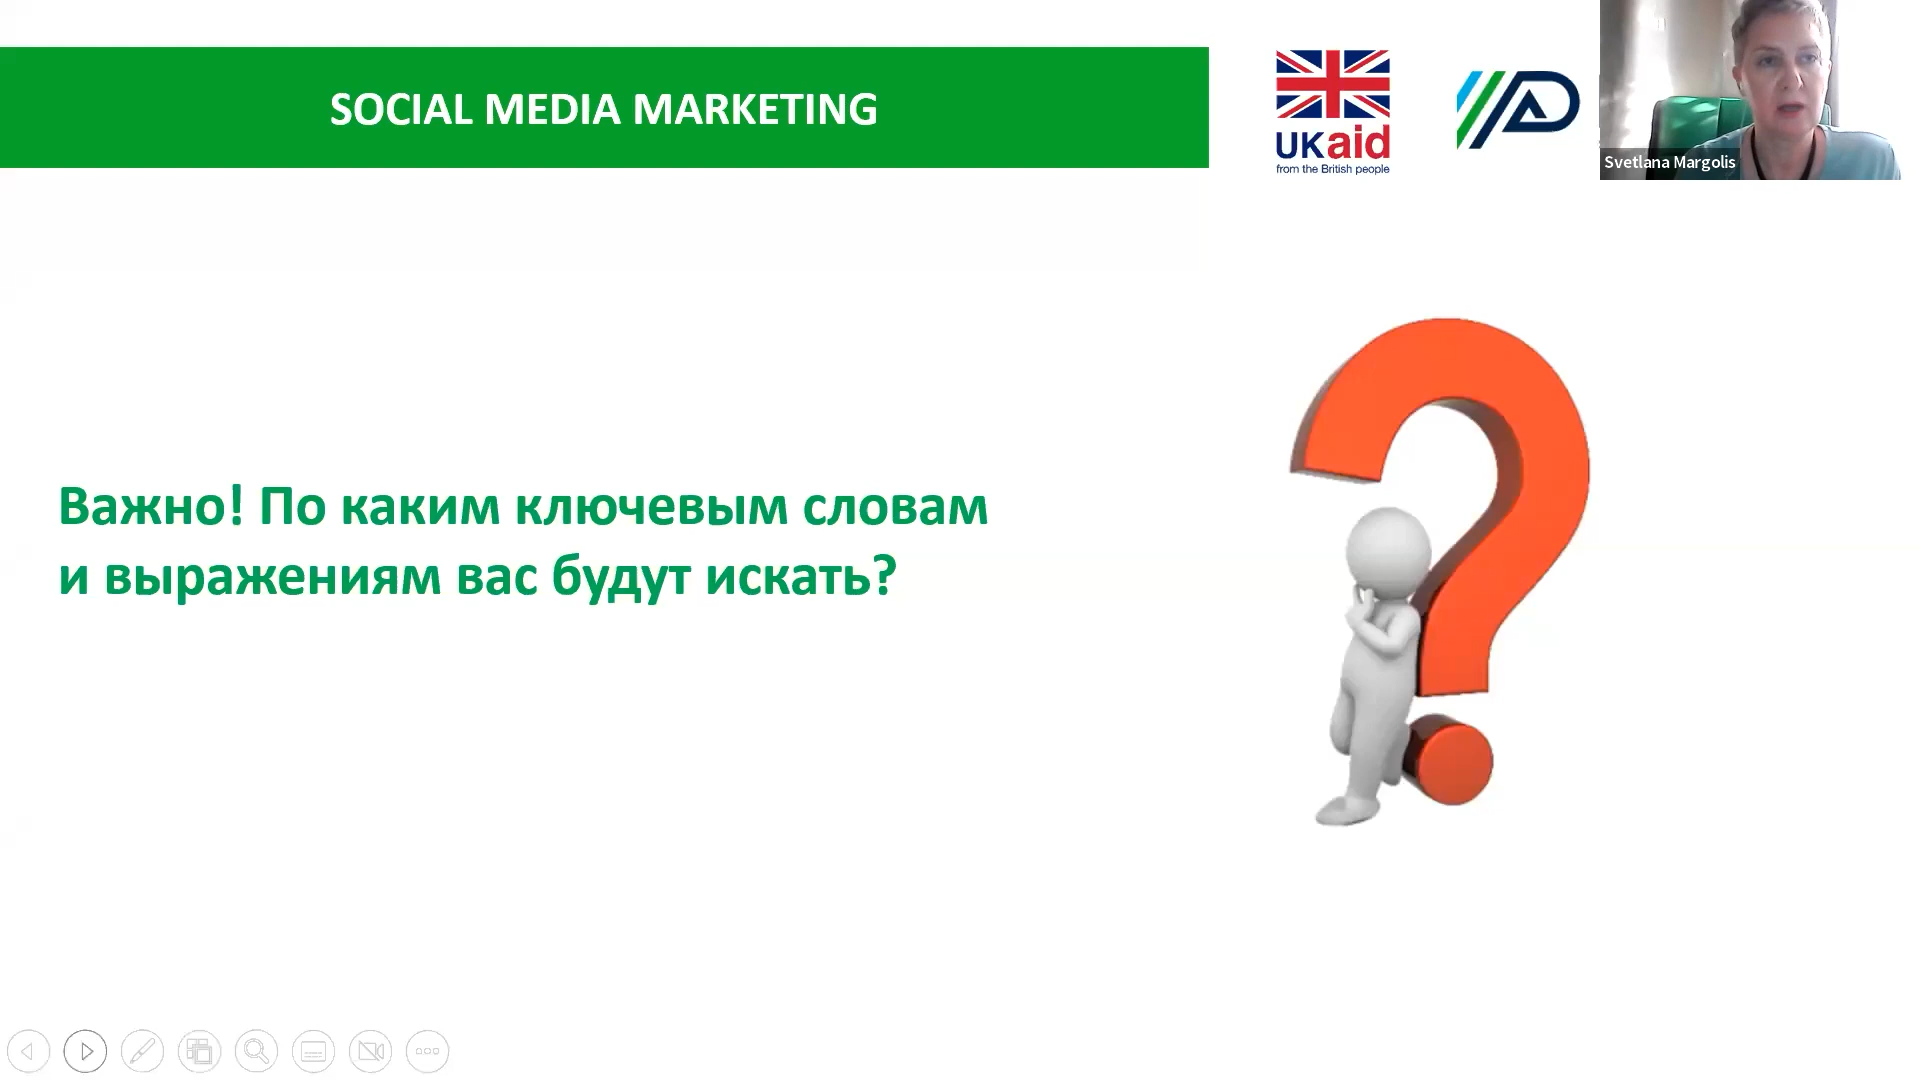 SOCIAL MEDIA MARKETING
UKaid
from the British people
Svetlana Margolis
Важно! По каким ключевым словам
и выражениям вас будут искать?